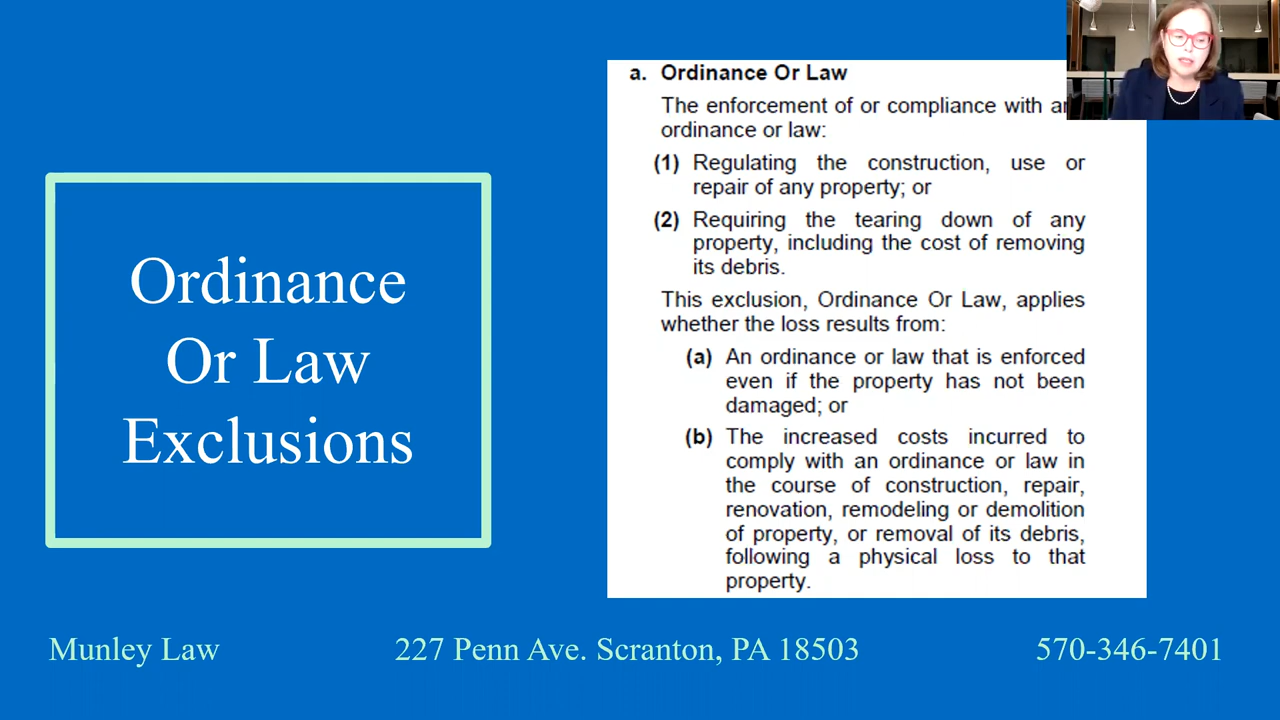 Ordinance
Or Law
Exclusions
a. Ordinance Or Law
The enforcement of or compliance with
ordinance or law:
(1) Regulating the construction, use or
repair of any property; or
(2) Requiring the tearing down of any
property, including the cost of removing
its debris.
This exclusion, Ordinance Or Law, applies
whether the loss results from:
(a) An ordinance or law that is enforced
even if the property has not been
damaged; or
(b) The increased costs incurred to
comply with an ordinance or law in
the course of construction, repair,
renovation, remodeling or demolition
of property, or removal of its debris,
following a physical loss to that
property.
Munley Law 227 Penn Ave. Scranton, PA 18503 570-346-7401